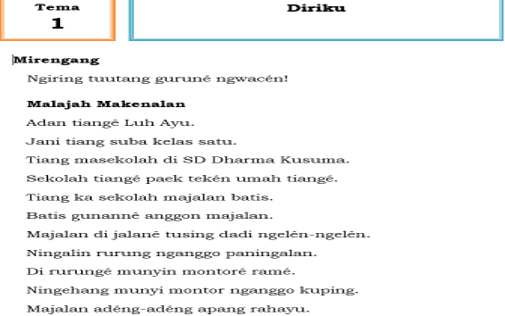 Tema
1
Diriku
Mirengang
Ngiring tuutang guruné ngwacén!
Malajah Makenalan
Adan tiangé Luh Ayu.
Jani tiang suba kelas satu.
Tiang masekolah di SD Dharma Kusuma.
Sekolah tiangé paek tekén umah tiangé.
Tiang ka sekolah majalan batis.
Batis gunanné anggon majalan.
Majalan di jalané tusing dadi ngelén-ngelén.
Ningalin rurung nganggo paningalan.
Di rurungé munyin montoré ramé.
Ningehang munyi montor nganggo kuping.
Majalan adéng-adéng apang rahayu.